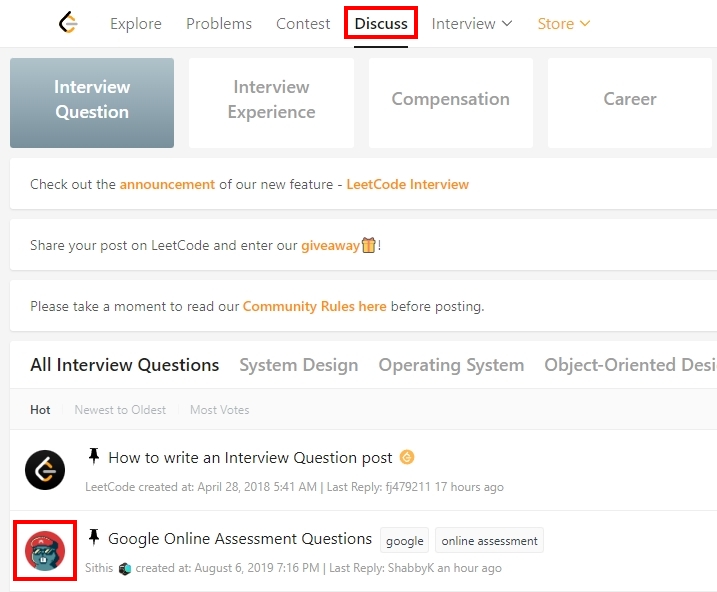 Explore Problems Contest Discuss Interview Store
Interview Question
Interview Experience
Compensation
Career
Check out the announcement of our new feature - LeetCode Interview
Share your post on LeetCode and enter our giveaway!
Please take a moment to read our Community Rules here before posting.
All Interview Questions System Design Operating System Object-Oriented Desi
Hot Newest to Oldest Most Votes
How to write an Interview Question post
LeetCode created at: April 28, 2018 5:41 AM | Last Reply: fj479211 17 hours ago
Google Online Assessment Questions google online assessment
Sithis created at: August 6, 2019 7:16 PM | Last Reply: ShabbyK an hour ago